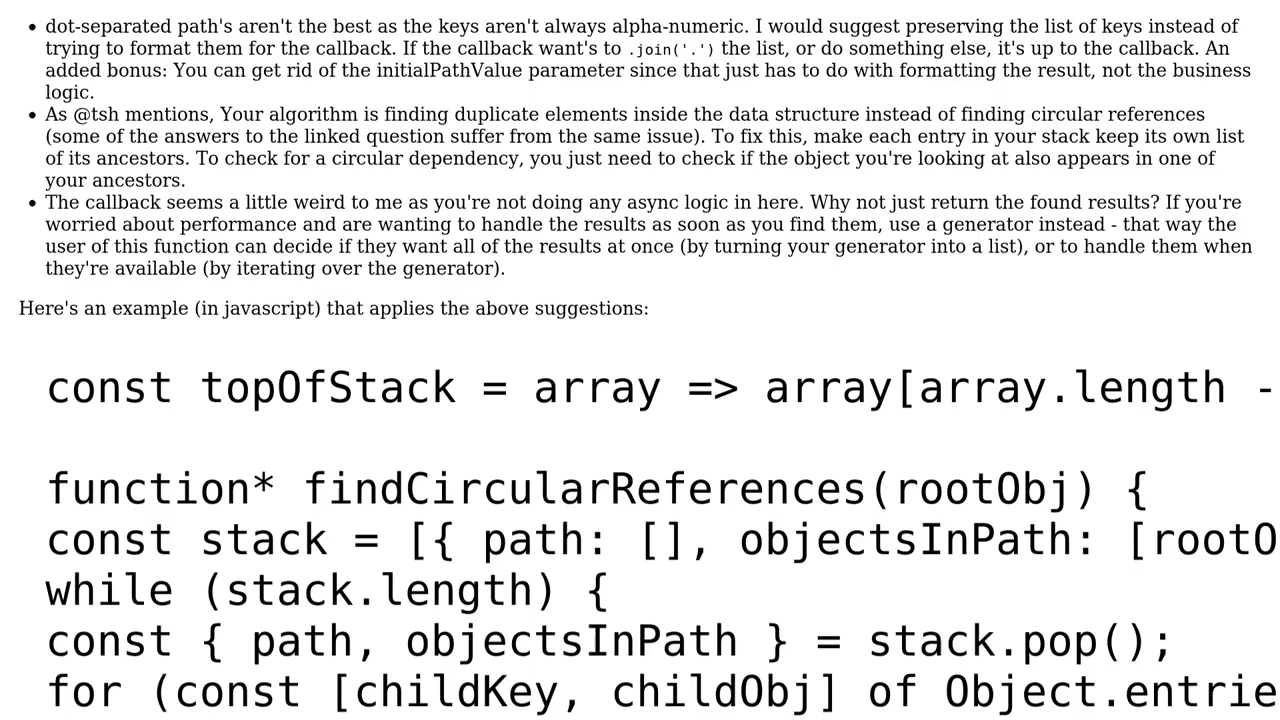 • dot-separated path's aren't the best as the keys aren't always alpha-numeric. I would suggest preserving the list of keys instead of
trying to format them for the callback. If the callback want's to .join('.') the list, or do something else, it's up to the callback. An
added bonus: You can get rid of the initialPathValue parameter since that just has to do with formatting the result, not the business
logic.
• As @tsh mentions, Your algorithm is finding duplicate elements inside the data structure instead of finding circular references
(some of the answers to the linked question suffer from the same issue). To fix this, make each entry in your stack keep its own list
of its ancestors. To check for a circular dependency, you just need to check if the object you're looking at also appears in one of
your ancestors.
• The callback seems a little weird to me as you're not doing any async logic in here. Why not just return the found results? If you're
worried about performance and are wanting to handle the results as soon as you find them, use a generator instead - that way the
user of this function can decide if they want all of the results at once (by turning your generator into a list), or to handle them when
they're available (by iterating over the generator).
Here's an example (in javascript) that applies the above suggestions:
const topOfStack = array => array[array.length -
function* findCircularReferences(rootObj) {
const stack = [{ path: [], objectsInPath: [rootO
while (stack.length) {
const { path, objectsInPath } = stack.pop();
for (const [childKey, childObj] of Object.entrie